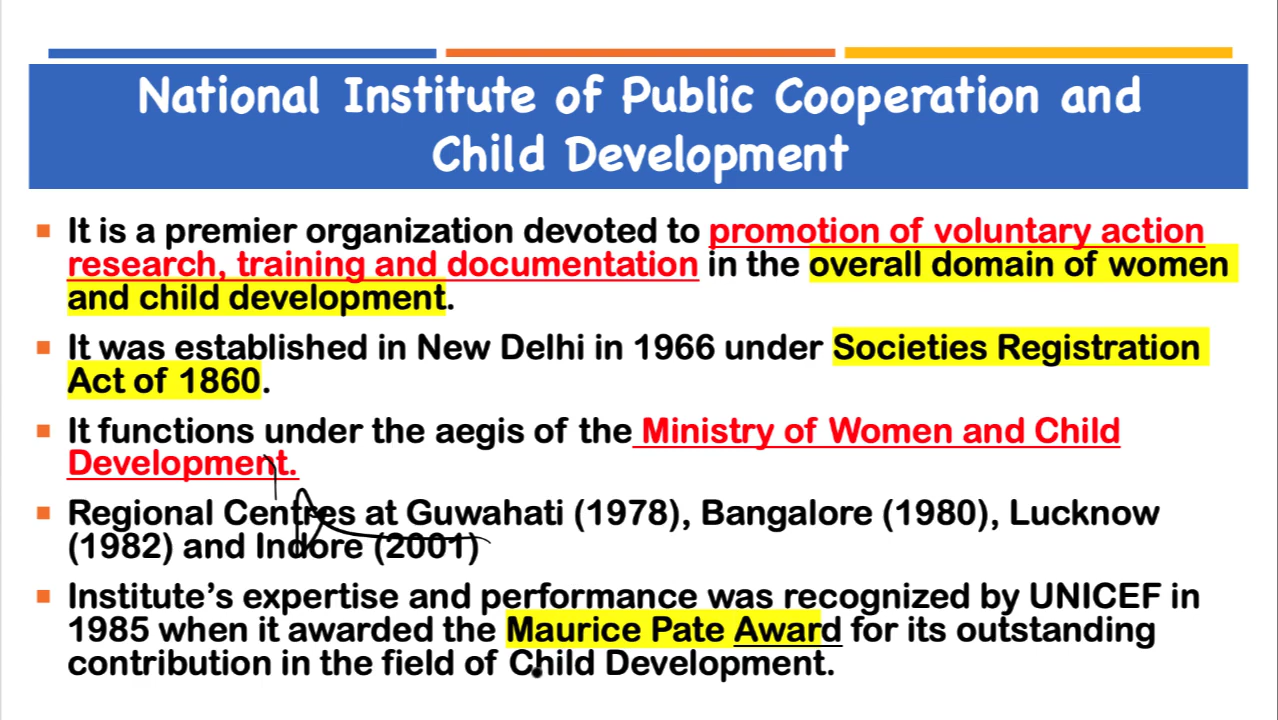 National Institute of Public Cooperation and
Child Development
It is a premier organization devoted to promotion of voluntary action
research, training and documentation in the overall domain of women
and child development.
It was established in New Delhi in 1966 under Societies Registration
Act of 1860.
It functions under the aegis of the Ministry of Women and Child
Development.
Regional Centres at Guwahati (1978), Bangalore (1980), Lucknow
(1982) and Indore (2001)
Institute’s expertise and performance was recognized by UNICEF in
1985 when it awarded the Maurice Pate Award for its outstanding
contribution in the field of Child Development.